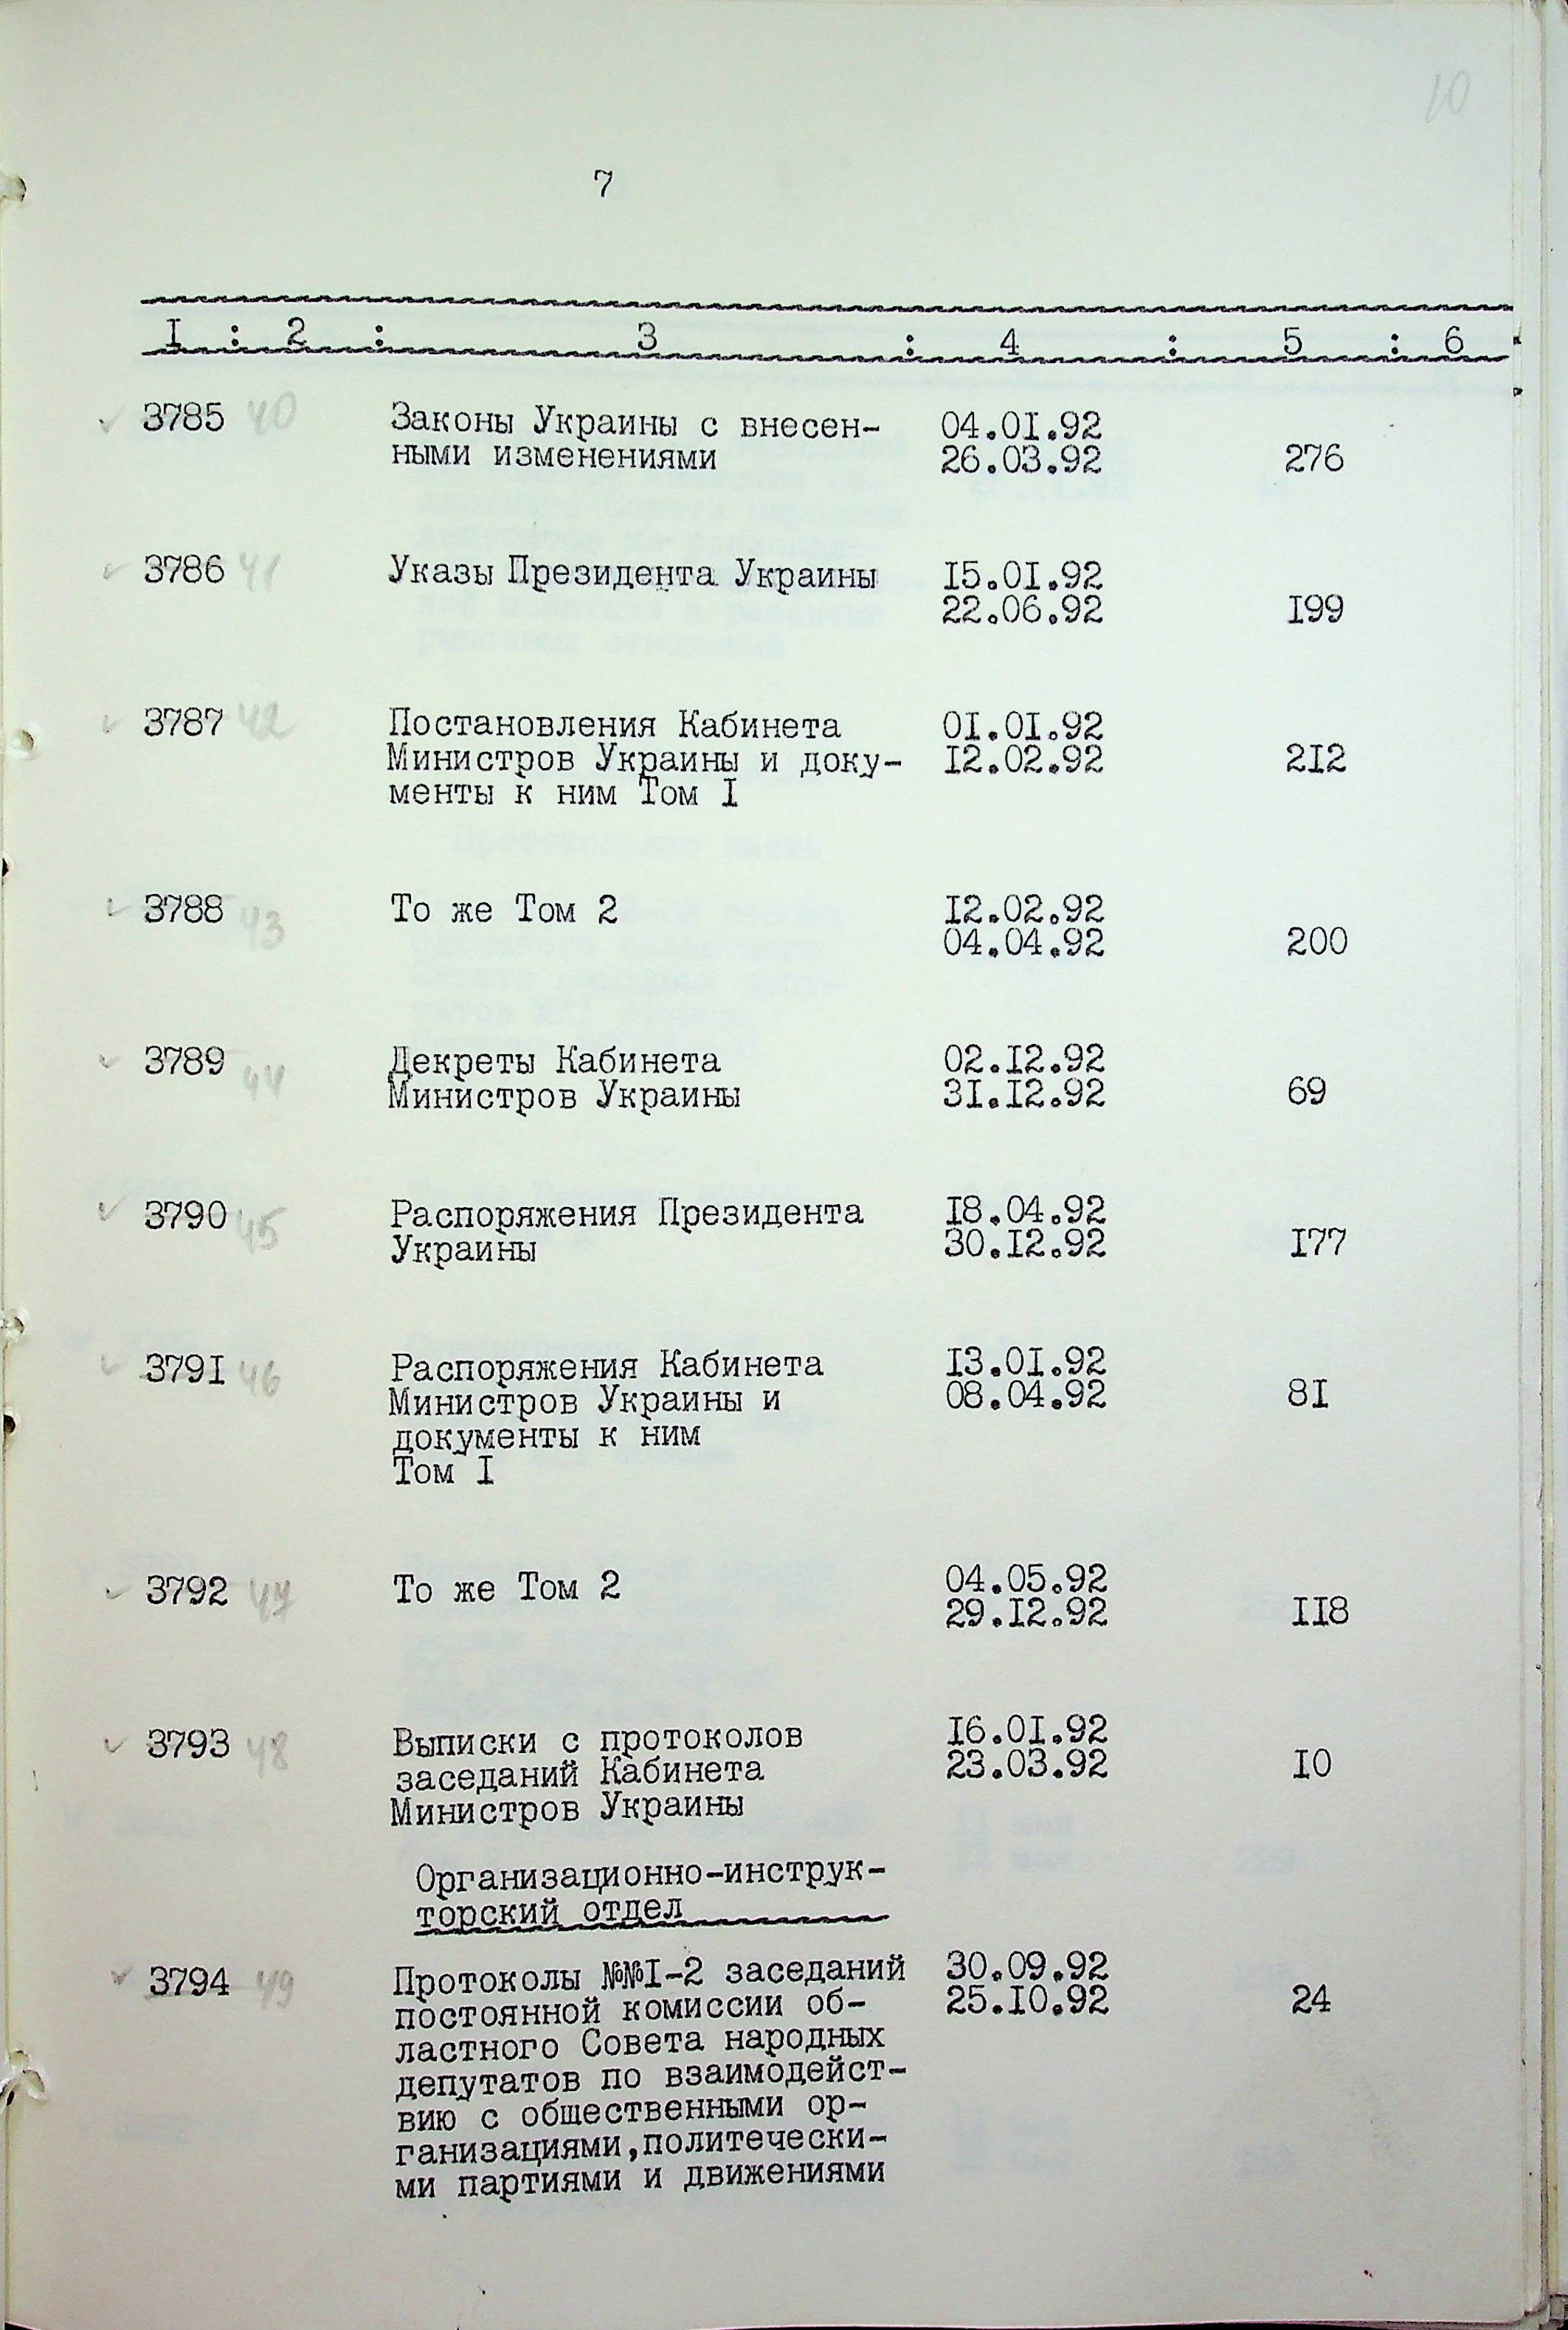 10
7
I : 2 : 3 : 4 : 5 : 6
3785 40 Законы Украины с внесен- 04.01.92
ными изменениями 26.03.92 276
3786 41 Указы Президента Украины 15.01.92
22.06.92 199
3787 42 Постановления Кабинета 01.01.92
Министров Украины и доку- 12.02.92 212
менты к ним Том I
3788 43 То же Том 2 12.02.92
04.04.92 200
3789 44 Декреты Кабинета 02.12.92
Министров Украины 31.12.92 69
3790 45 Распоряжения Президента 18.04.92
Украины 30.12.92 177
3791 46 Распоряжения Кабинета 13.01.92
Министров Украины и 08.04.92 81
документы к ним
Том I
3792 47 То же Том 2 04.05.92
29.12.92 118
3793 48 Выписки с протоколов 16.01.92
заседаний Кабинета 23.03.92 10
Министров Украины
Организационно-инструк-
торский отдел
3794 49 Протоколы №№1-2 заседаний 30.09.92
постоянной комиссии об- 25.10.92 24
ластного Совета народных
депутатов по взаимодейст-
вию с общественными ор-
ганизациями,политечески-
ми партиями и движениями